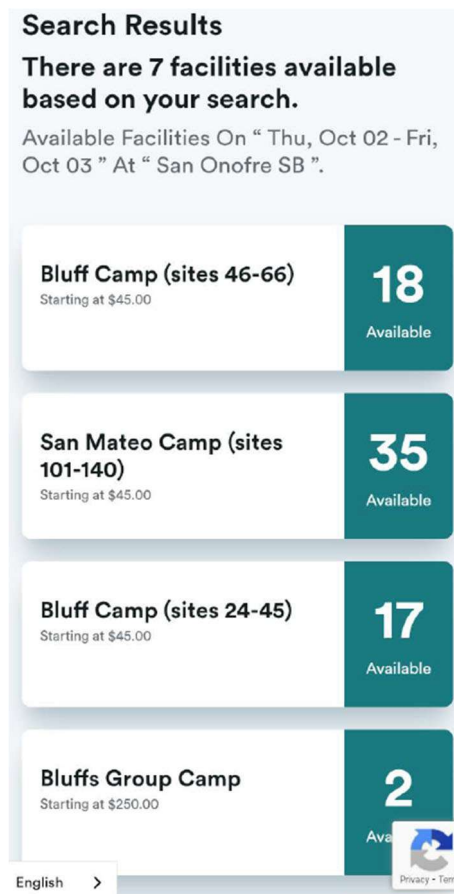 Search Results
There are 7 facilities available
based on your search.
Available Facilities On “ Thu, Oct 02 - Fri,
Oct 03 ” At “ San Onofre SB ”.
Bluff Camp (sites 46-66)
Starting at $45.00
18
Available
San Mateo Camp (sites
101-140)
Starting at $45.00
35
Available
Bluff Camp (sites 24-45)
Starting at $45.00
17
Available
Bluffs Group Camp
Starting at $250.00
2
Ava
English
Privacy - Ter